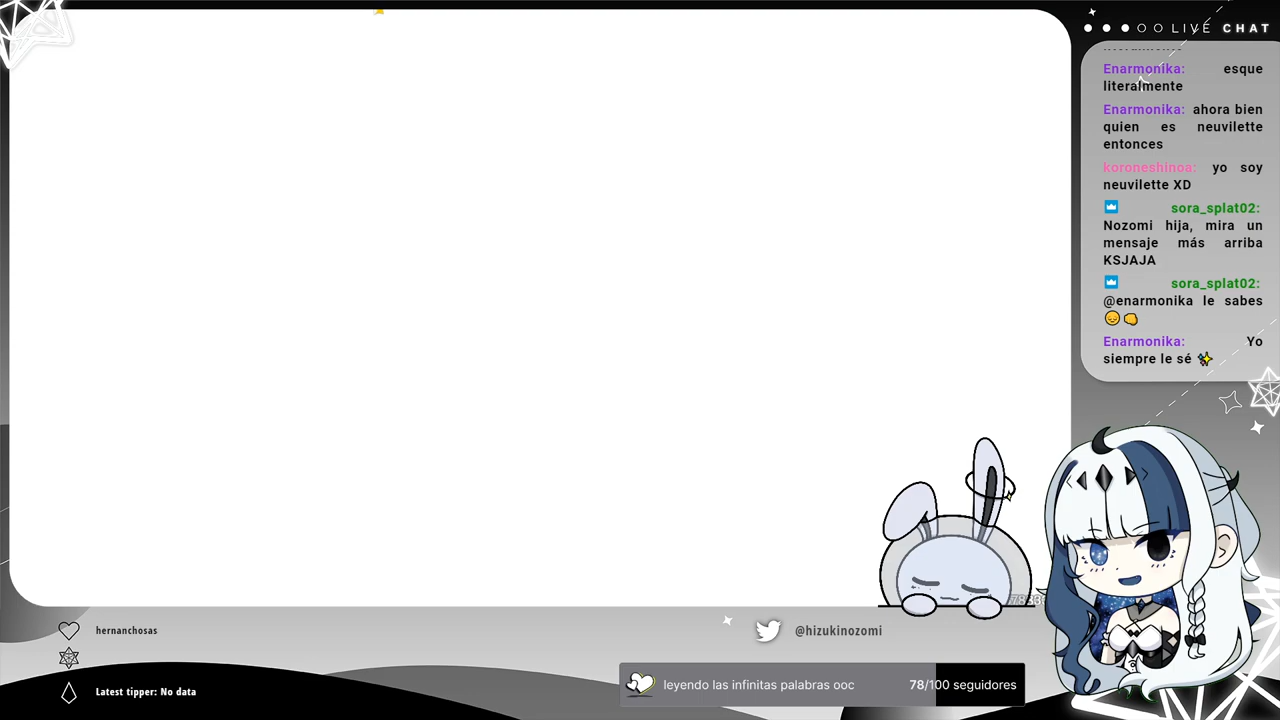 LIVE CHAT
Enarmonika: esque
literalmente
Enarmonika: ahora bien
quien es neuvilette
entonces
koroneshinoa: yo soy
neuvilette XD
sora_splat02:
Nozomi hija, mira un
mensaje más arriba
KSJAJA
sora_splat02:
@enarmonika le sabes
😔👊
Enarmonika: Yo
siempre le sé ✨
hernanchosas
@hizukinozomi
leyendo las infinitas palabras ooc 78/100 seguidores
Latest tipper: No data